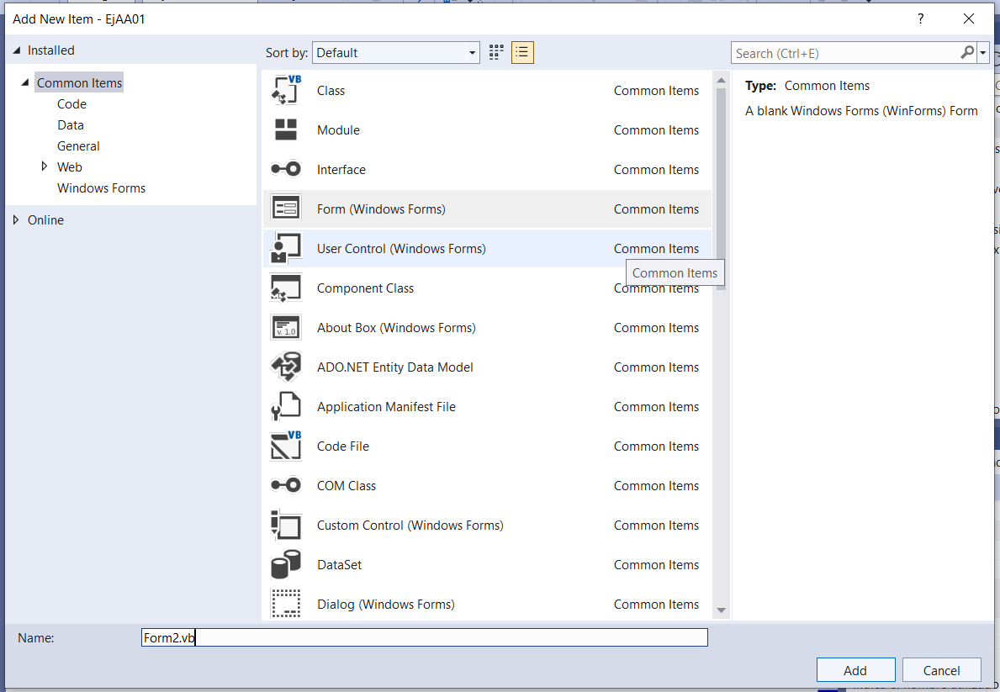 Add New Item - EjAA01
?
Installed
Common Items
Code
Data
General
Web
Windows Forms
Online
Sort by: Default
Search (Ctrl+E)
VB Class Common Items
Module Common Items
Interface Common Items
Form (Windows Forms) Common Items
User Control (Windows Forms) Common Items
Common Items
Component Class Common Items
v. 1.0 About Box (Windows Forms) Common Items
ADO.NET Entity Data Model Common Items
Application Manifest File Common Items
VB Code File Common Items
COM Class Common Items
Custom Control (Windows Forms) Common Items
DataSet Common Items
Dialog (Windows Forms) Common Items
Type: Common Items
A blank Windows Forms (WinForms) Form
Name: Form2.vb
Add Cancel